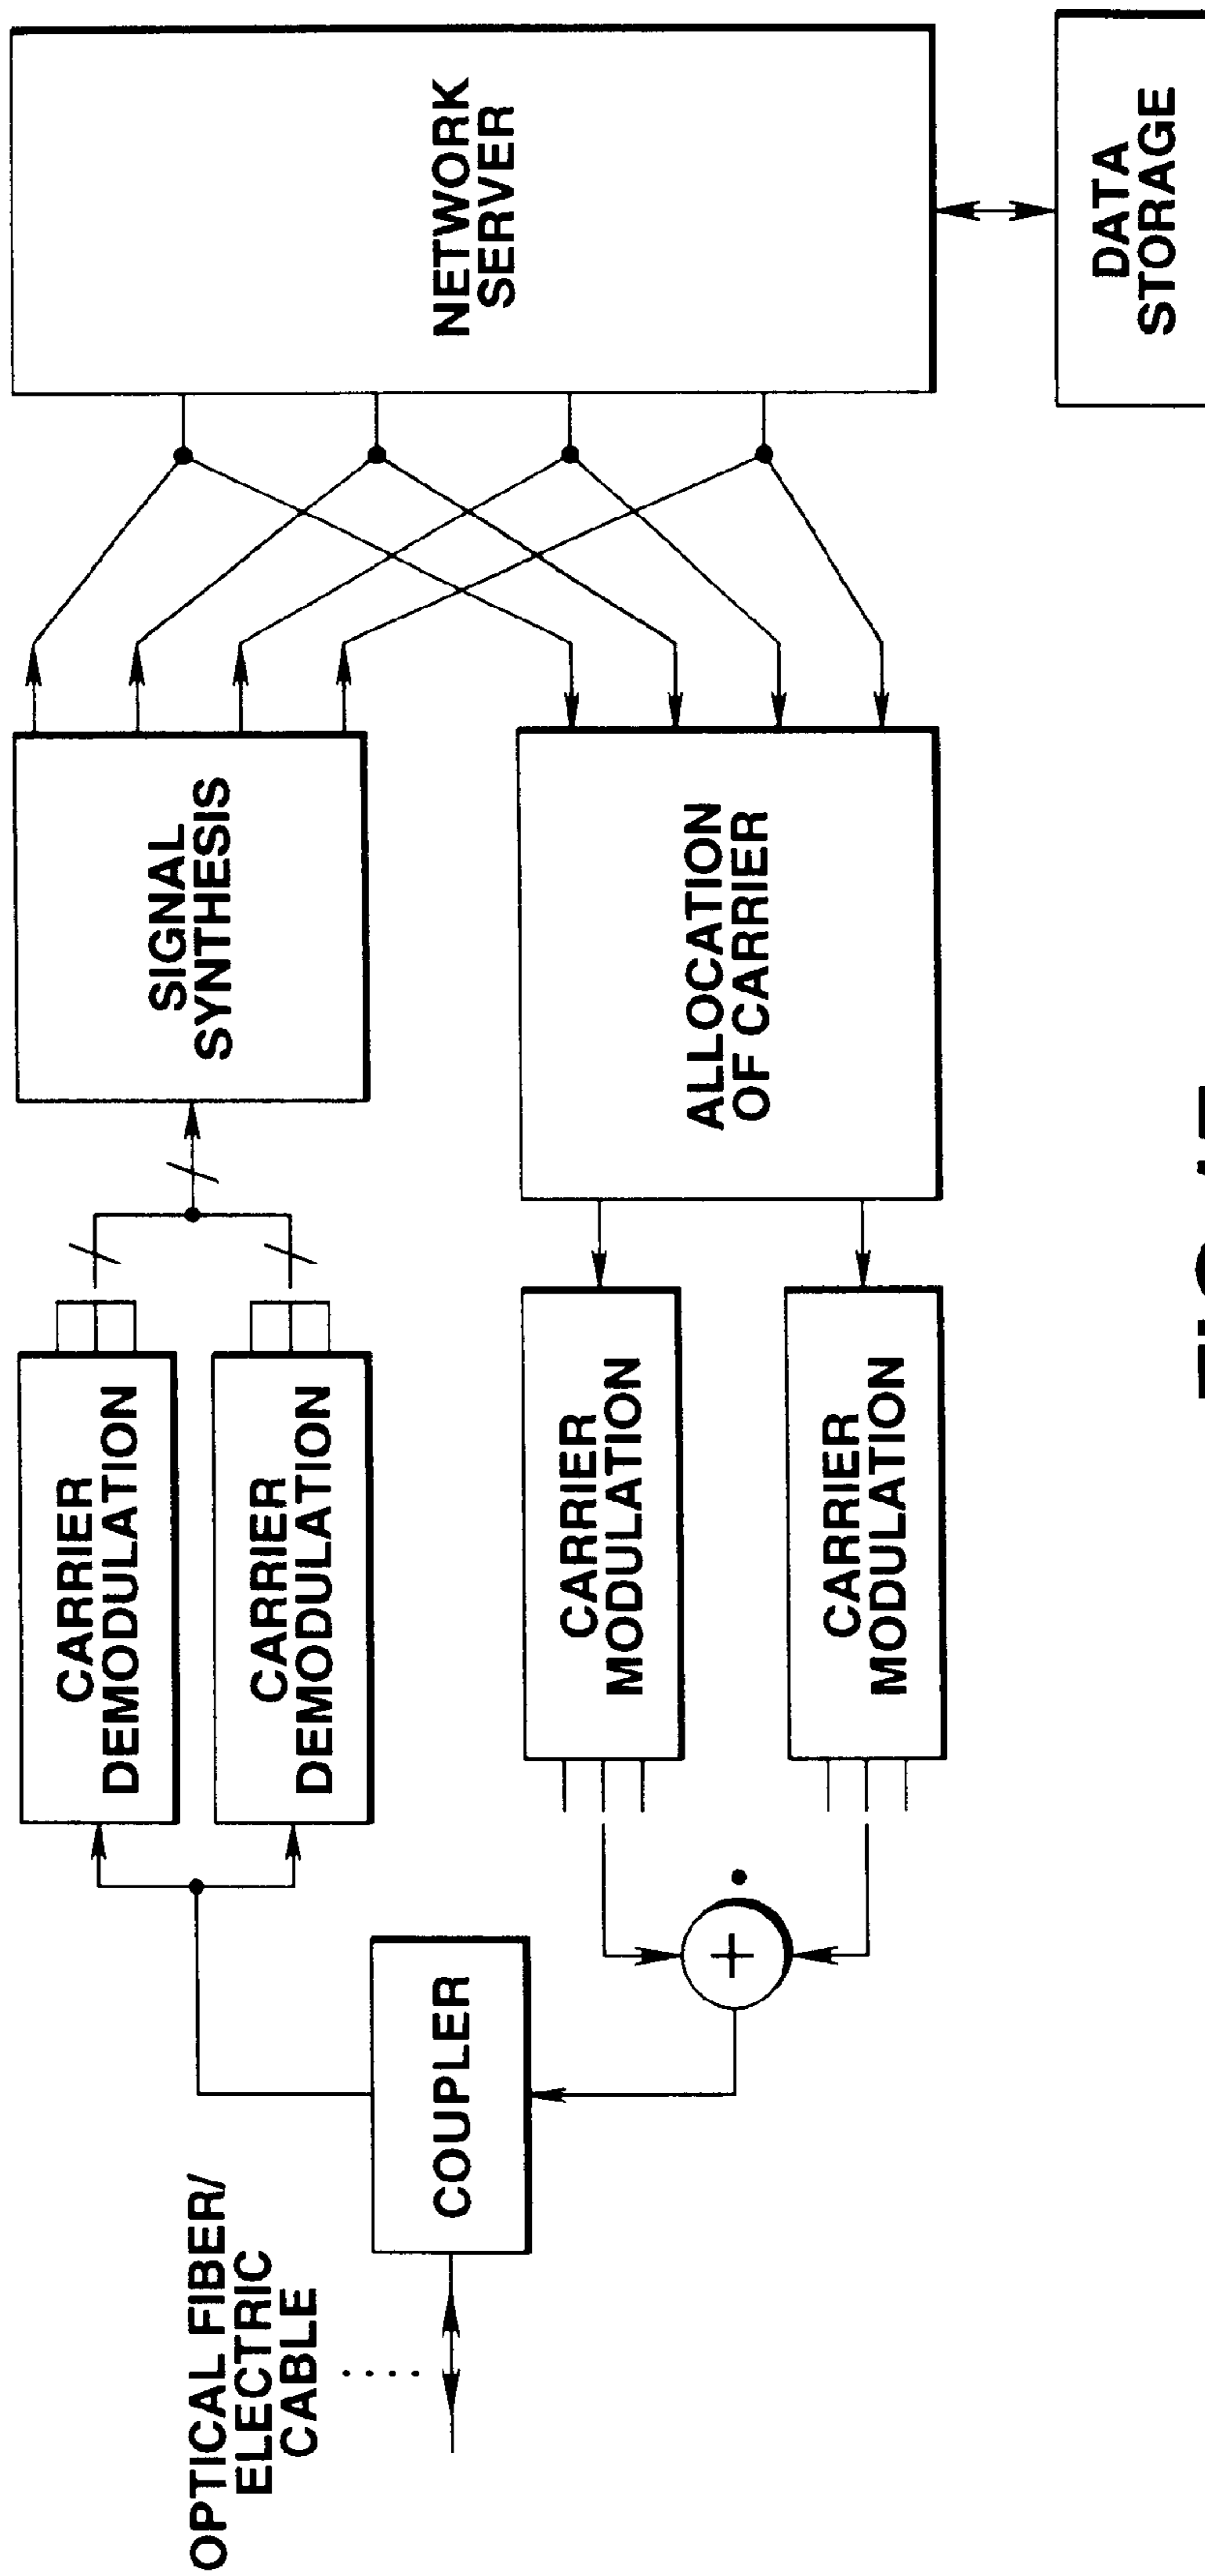 OPTICAL FIBER/
ELECTRIC
CABLE
COUPLER
CARRIER
DEMODULATION
CARRIER
DEMODULATION
SIGNAL
SYNTHESIS
NETWORK
SERVER
CARRIER
MODULATION
CARRIER
MODULATION
+
ALLOCATION
OF CARRIER
DATA
STORAGE